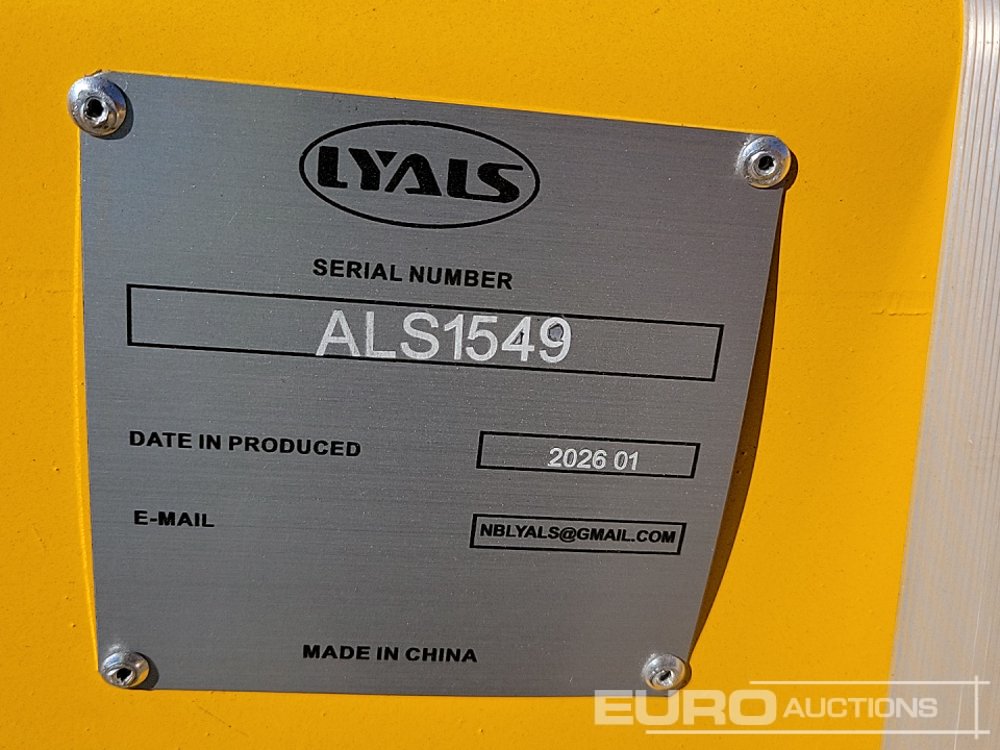 LYALS
SERIAL NUMBER
ALS1549
DATE IN PRODUCED
2026 01
E-MAIL
NBLYALS@GMAIL.COM
MADE IN CHINA
EURO AUCTIONS